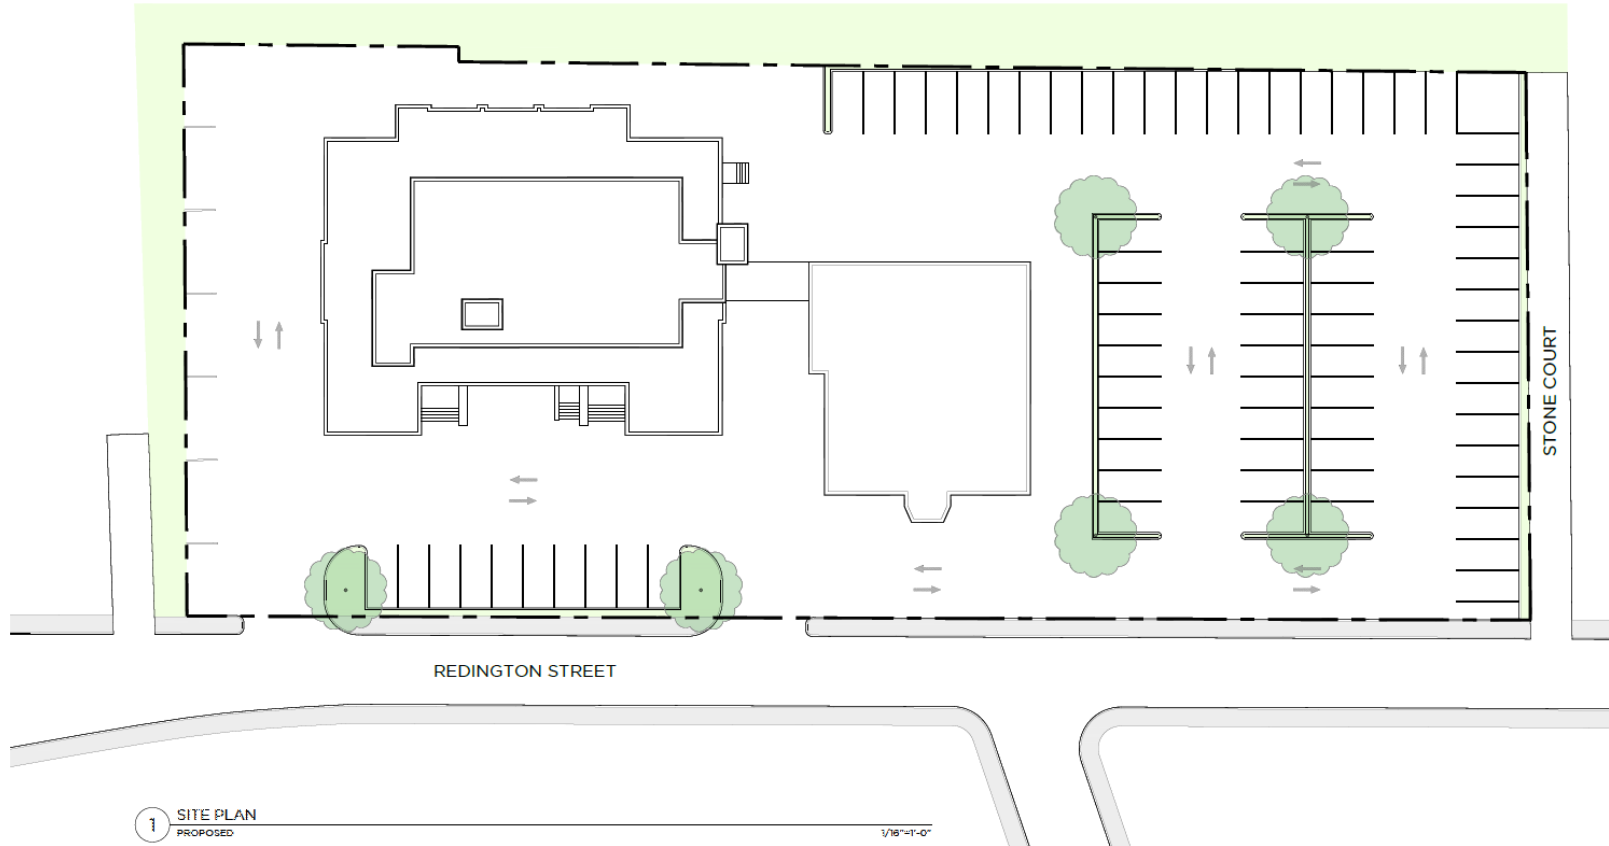 STONE COURT
REDINGTON STREET
1
SITE PLAN
PROPOSED
1/16"=1'-0"